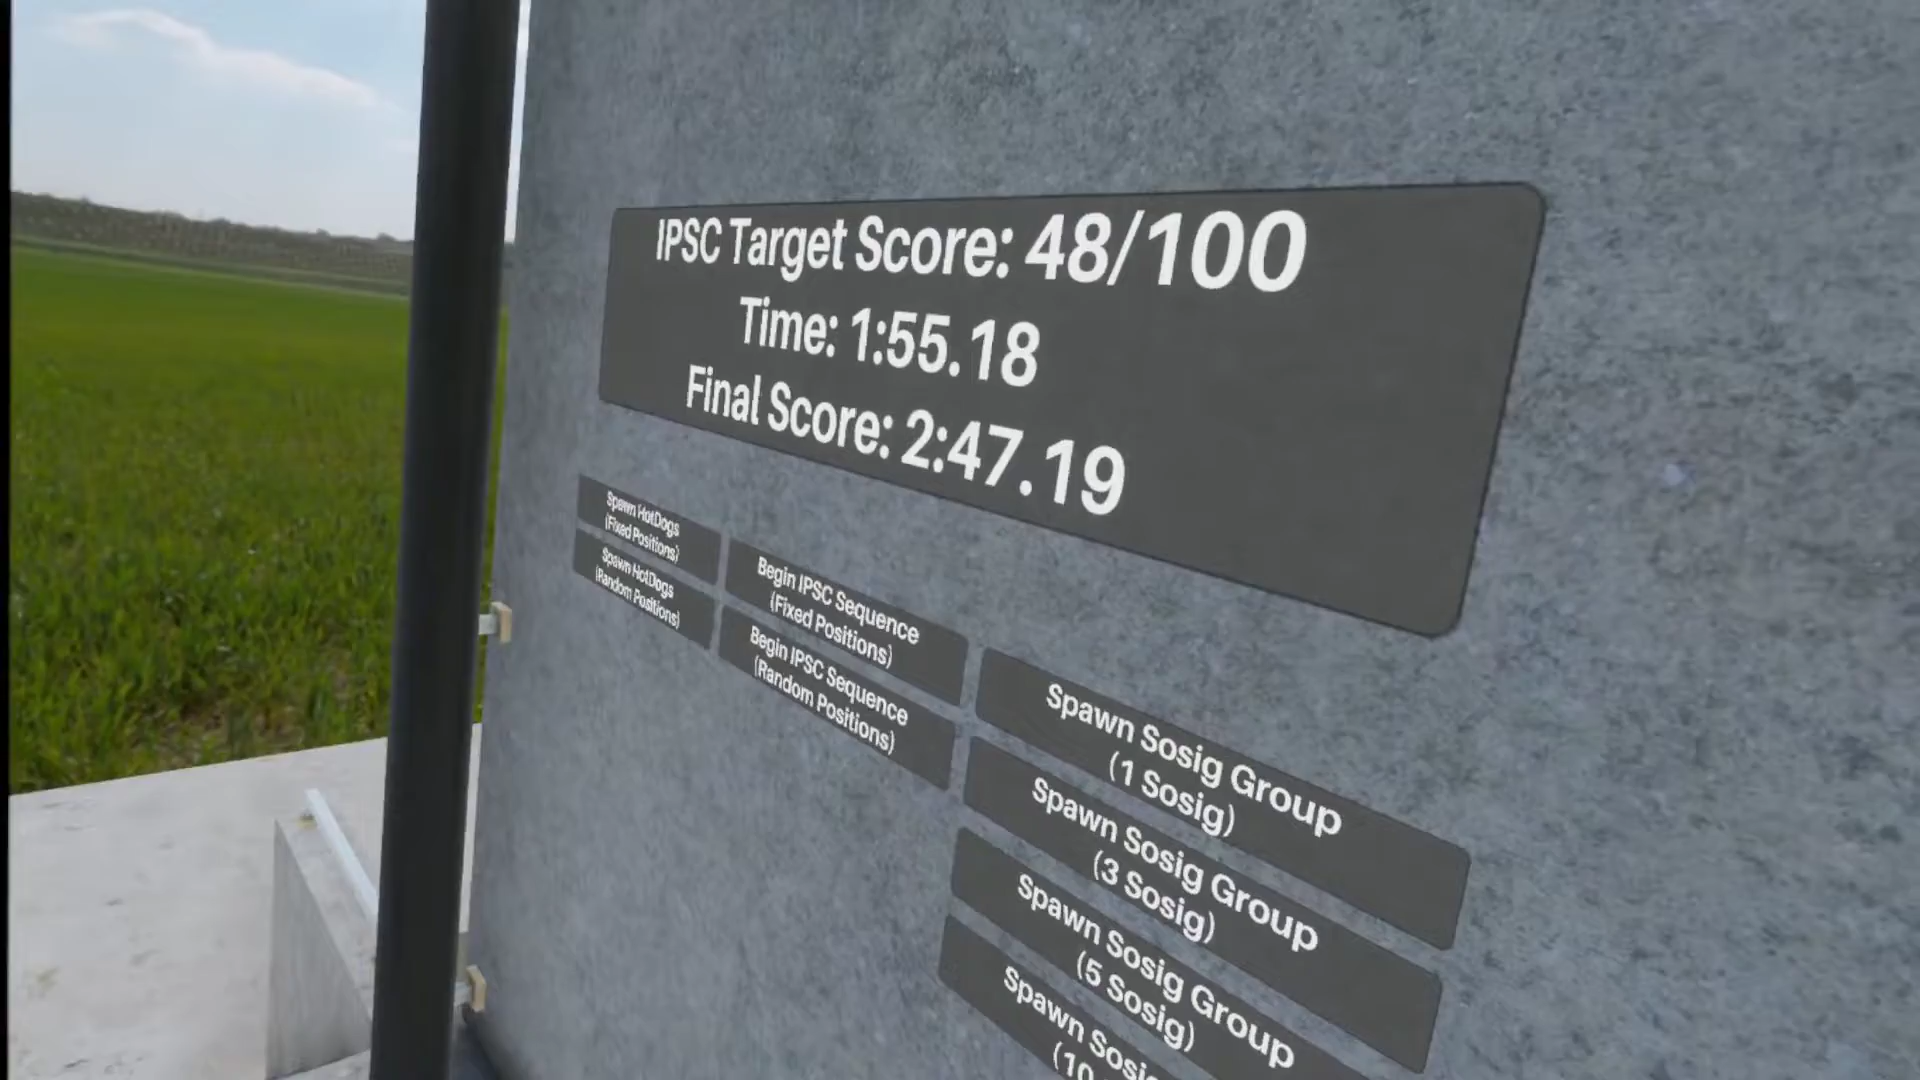 IPSC Target Score: 48/100
Time: 1:55.18
Final Score: 2:47.19
Spawn HotDogs
(Fixed Positions)
Spawn HotDogs
(Random Positions)
Begin IPSC Sequence
(Fixed Positions)
Begin IPSC Sequence
(Random Positions)
Spawn Sosig Group
(1 Sosig)
Spawn Sosig Group
(3 Sosig)
Spawn Sosig Group
(5 Sosig)
Spawn
(10